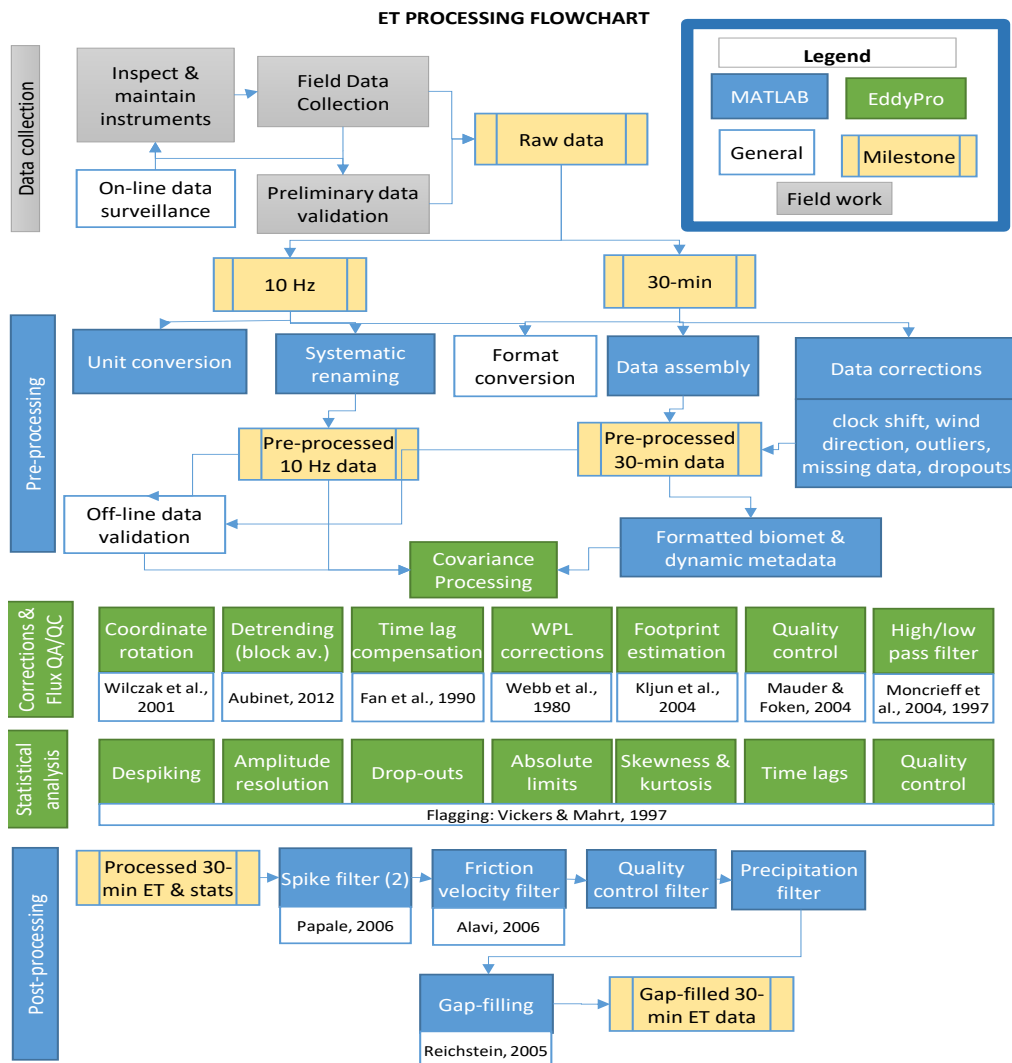 ET PROCESSING FLOWCHART
Legend
MATLAB
EddyPro
General
Milestone
Field work
Data collection
Inspect &
maintain
instruments
Field Data
Collection
Raw data
On-line data
surveillance
Preliminary data
validation
10 Hz
30-min
Pre-processing
Unit conversion
Systematic
renaming
Format
conversion
Data assembly
Data corrections
clock shift, wind
direction, outliers,
missing data, dropouts
Pre-processed
10 Hz data
Pre-processed
30-min data
Off-line data
validation
Covariance
Processing
Formatted biomet &
dynamic metadata
Corrections &
Flux QA/QC
Coordinate
rotation
Wilczak et al.,
2001
Detrending
(block av.)
Aubinet, 2012
Time lag
compensation
Fan et al., 1990
WPL
corrections
Webb et al.,
1980
Footprint
estimation
Kljun et al.,
2004
Quality
control
Mauder &
Foken, 2004
High/low
pass filter
Moncrieff et
al., 2004, 1997
Statistical
analysis
Despiking
Amplitude
resolution
Drop-outs
Absolute
limits
Skewness &
kurtosis
Time lags
Quality
control
Flagging: Vickers & Mahrt, 1997
Post-processing
Processed 30-
min ET & stats
Spike filter (2)
Papale, 2006
Friction
velocity filter
Alavi, 2006
Quality
control filter
Precipitation
filter
Gap-filling
Reichstein, 2005
Gap-filled 30-
min ET data